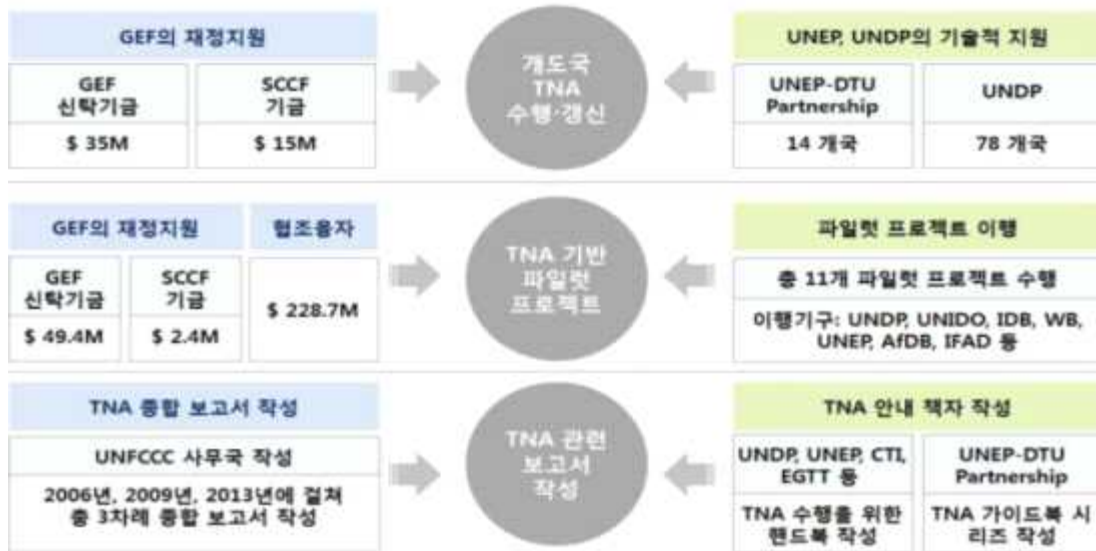 GEF의 재정지원
GEF
신탁기금
SCCF
기금
$ 35M
$ 15M
개도국
TNA
수행·갱신
UNEP, UNDP의 기술적 지원
UNEP-DTU
Partnership
UNDP
14 개국
78 개국
GEF의 재정지원
협조융자
GEF
신탁기금
SCCF
기금
$ 49.4M
$ 2.4M
$ 228.7M
TNA 기반
파일럿
프로젝트
파일럿 프로젝트 이행
총 11개 파일럿 프로젝트 수행
이행기구: UNDP, UNIDO, IDB, WB,
UNEP, AfDB, IFAD 등
TNA 종합 보고서 작성
UNFCCC 사무국 작성
2006년, 2009년, 2013년에 걸쳐
총 3차례 종합 보고서 작성
TNA 관련
보고서
작성
TNA 안내 책자 작성
UNDP, UNEP, CTI,
EGTT 등
UNEP-DTU
Partnership
TNA 수행을 위한
핸드북 작성
TNA 가이드북 시
리즈 작성